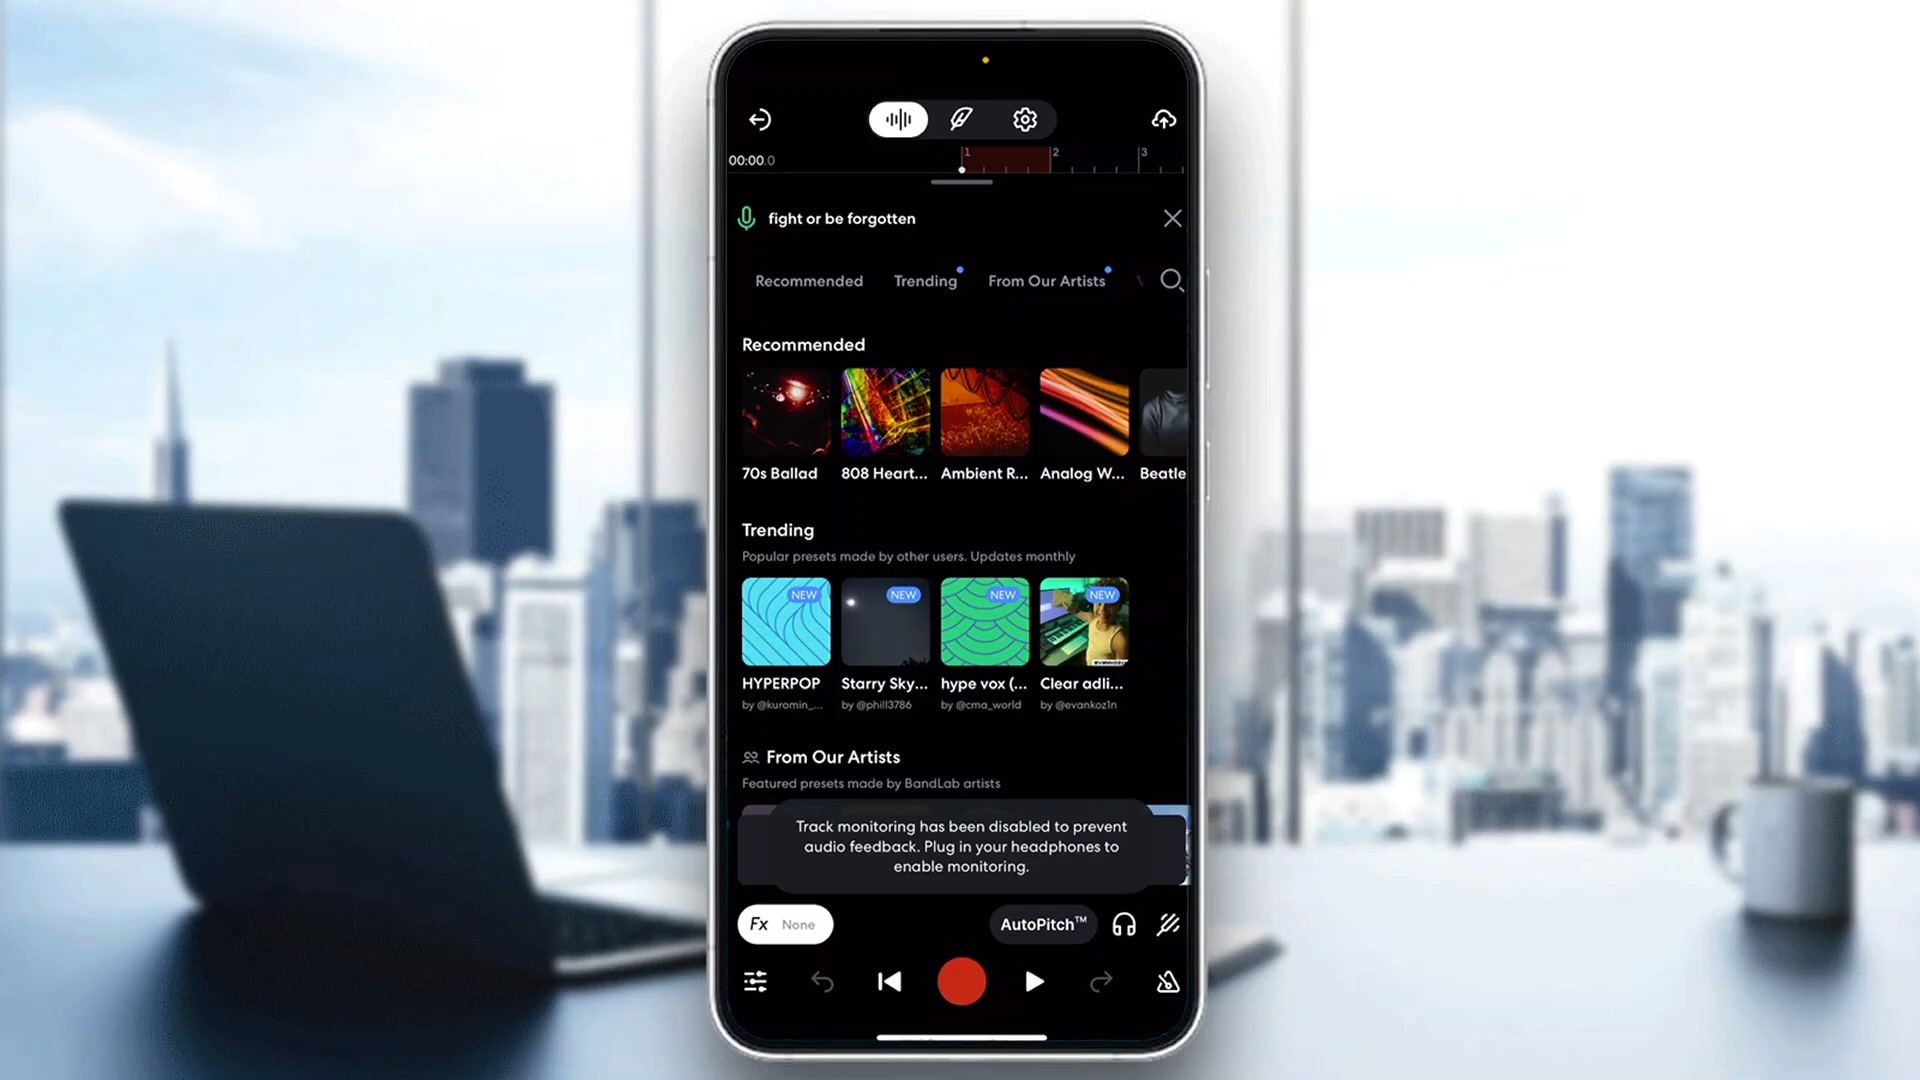 00:00.0
1 2 3
fight or be forgotten
Recommended Trending From Our Artists
Recommended
70s Ballad 808 Heart... Ambient R... Analog W... Beatle
Trending
Popular presets made by other users. Updates monthly
NEW NEW NEW NEW
HYPERPOP Starry Sky... hype vox (... Clear adli...
by @kuromin_... by @phill3786 by @cma_world by @evankoz1n
From Our Artists
Featured presets made by BandLab artists
Track monitoring has been disabled to prevent
audio feedback. Plug in your headphones to
enable monitoring.
Fx None AutoPitch™